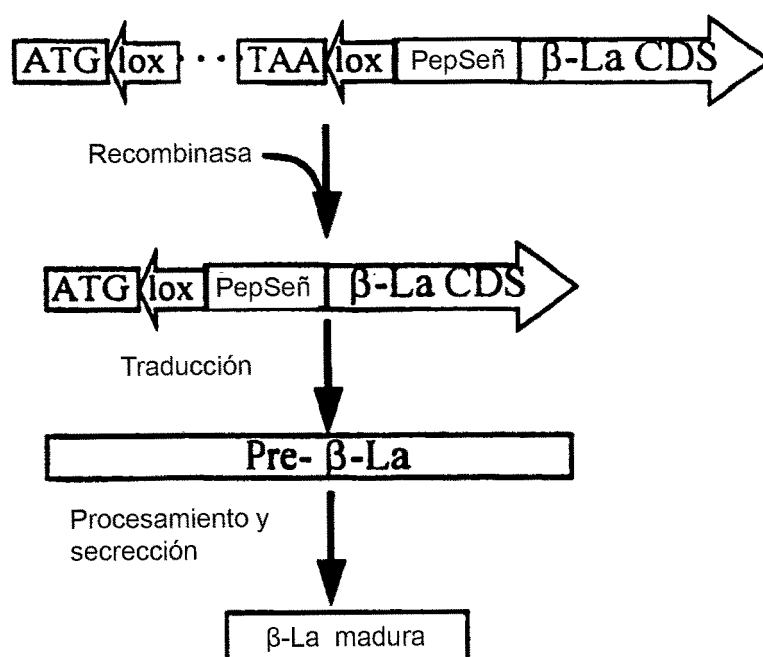 ATG lox · · · TAA lox PepSeñ β-La CDS
Recombinasa
ATG lox PepSeñ β-La CDS
Traducción
Pre- β-La
Procesamiento y
secrección
β-La madura